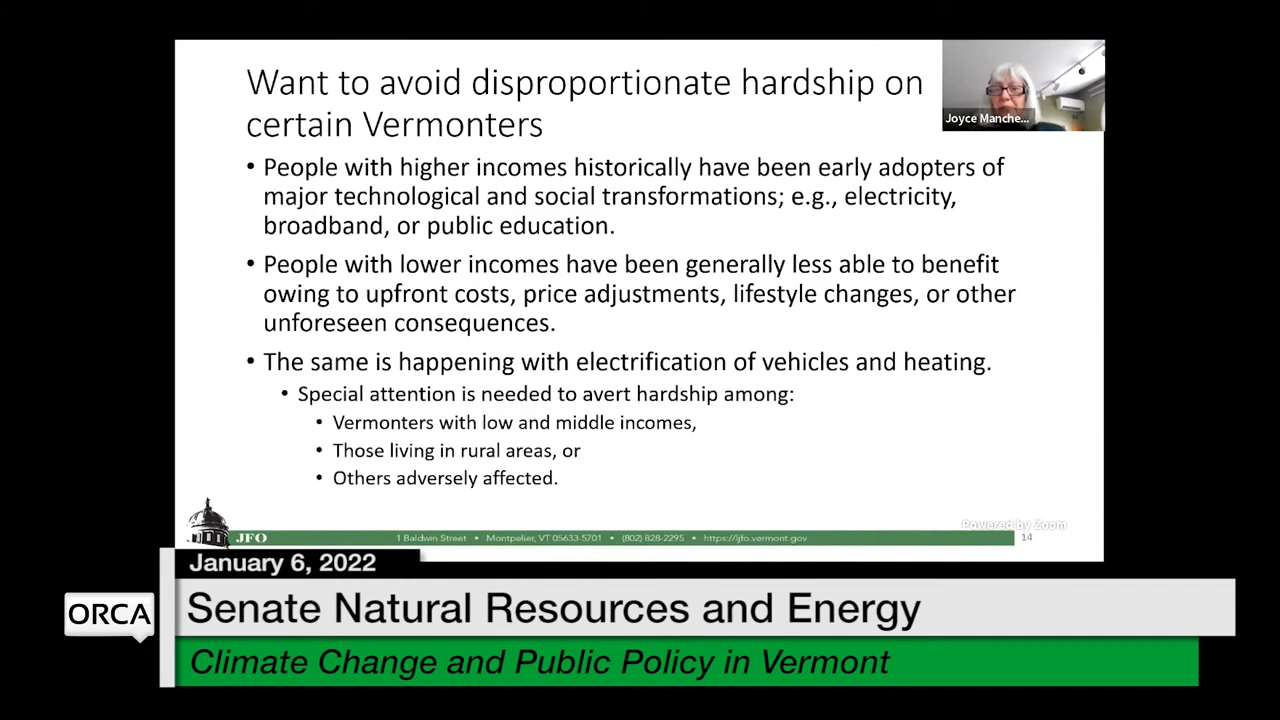 Want to avoid disproportionate hardship on
certain Vermonters
Joyce Manche...
• People with higher incomes historically have been early adopters of
major technological and social transformations; e.g., electricity,
broadband, or public education.
• People with lower incomes have been generally less able to benefit
owing to upfront costs, price adjustments, lifestyle changes, or other
unforeseen consequences.
• The same is happening with electrification of vehicles and heating.
• Special attention is needed to avert hardship among:
• Vermonters with low and middle incomes,
• Those living in rural areas, or
• Others adversely affected.
Powered by Zoom
JFO 1 Baldwin Street • Montpelier, VT 05633-5701 • (802) 828-2295 • https://ljfo.vermont.gov 14
January 6, 2022
ORCA
Senate Natural Resources and Energy
Climate Change and Public Policy in Vermont